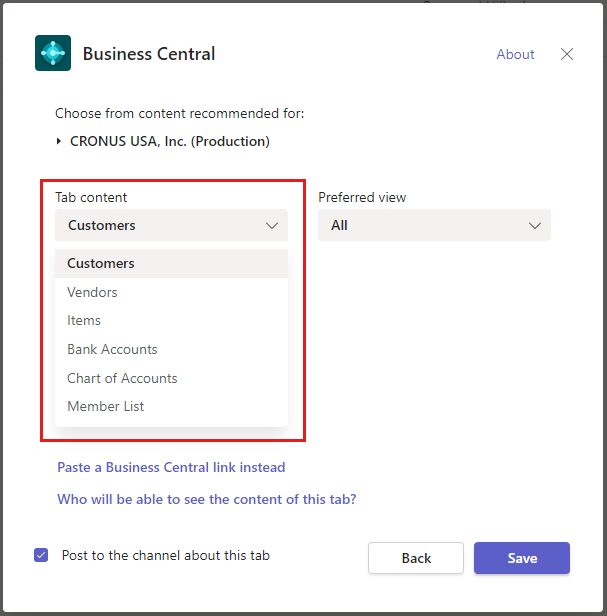 Business Central
About
Choose from content recommended for:
CRONUS USA, Inc. (Production)
Tab content
Preferred view
Customers
All
Customers
Vendors
Items
Bank Accounts
Chart of Accounts
Member List
Paste a Business Central link instead
Who will be able to see the content of this tab?
Post to the channel about this tab
Back
Save